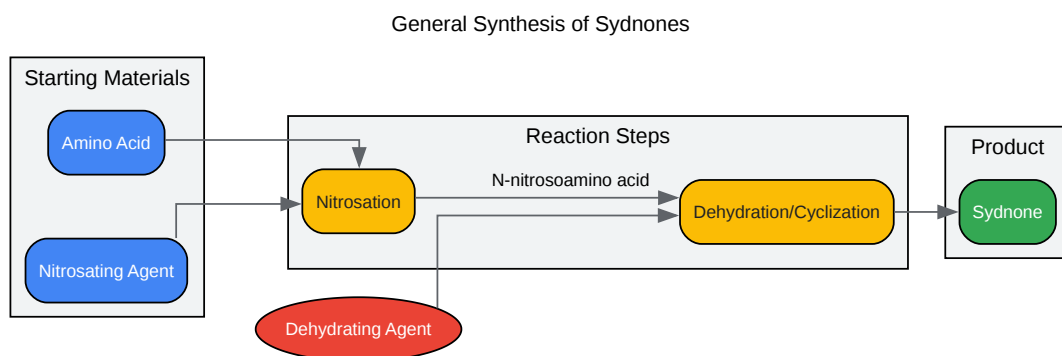 General Synthesis of Sydnones
Starting Materials
Amino Acid
Nitrosating Agent
Reaction Steps
Nitrosation
N-nitrosoamino acid
Dehydration/Cyclization
Dehydrating Agent
Product
Sydnone